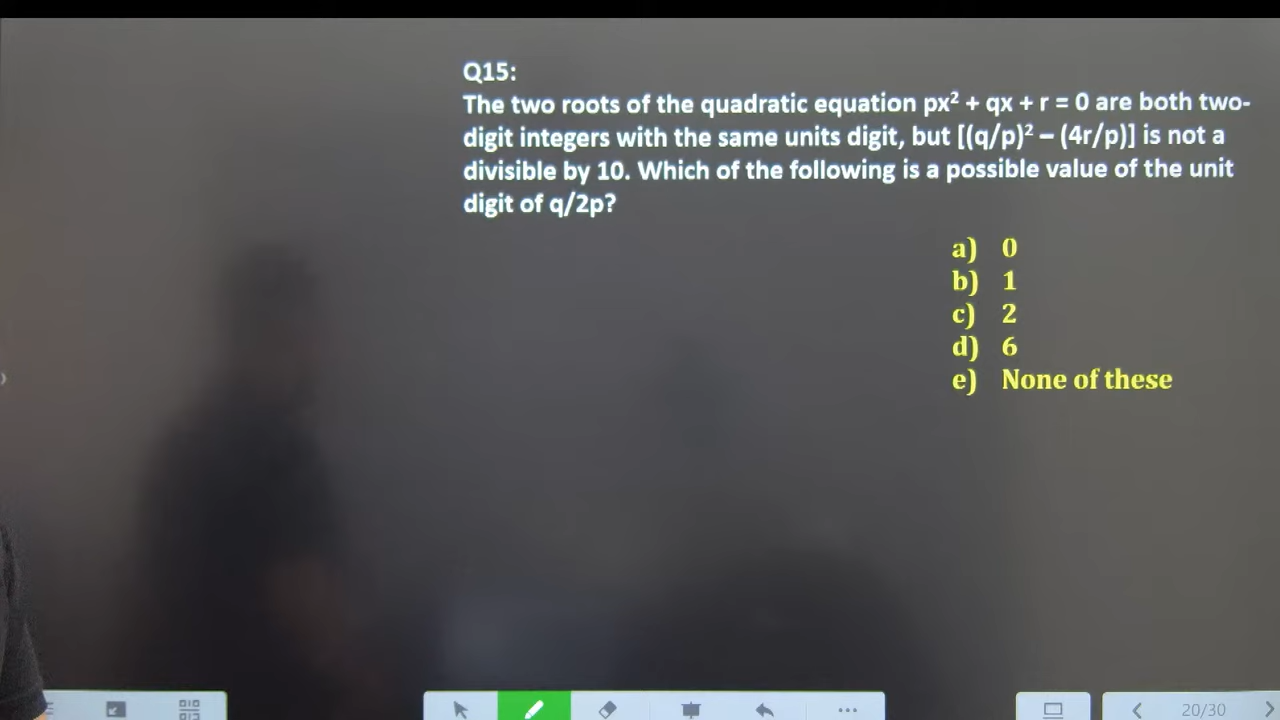 Q15:
The two roots of the quadratic equation px² + qx + r = 0 are both two-
digit integers with the same units digit, but [(q/p)² – (4r/p)] is not a
divisible by 10. Which of the following is a possible value of the unit
digit of q/2p?
a) 0
b) 1
c) 2
d) 6
e) None of these
20/30